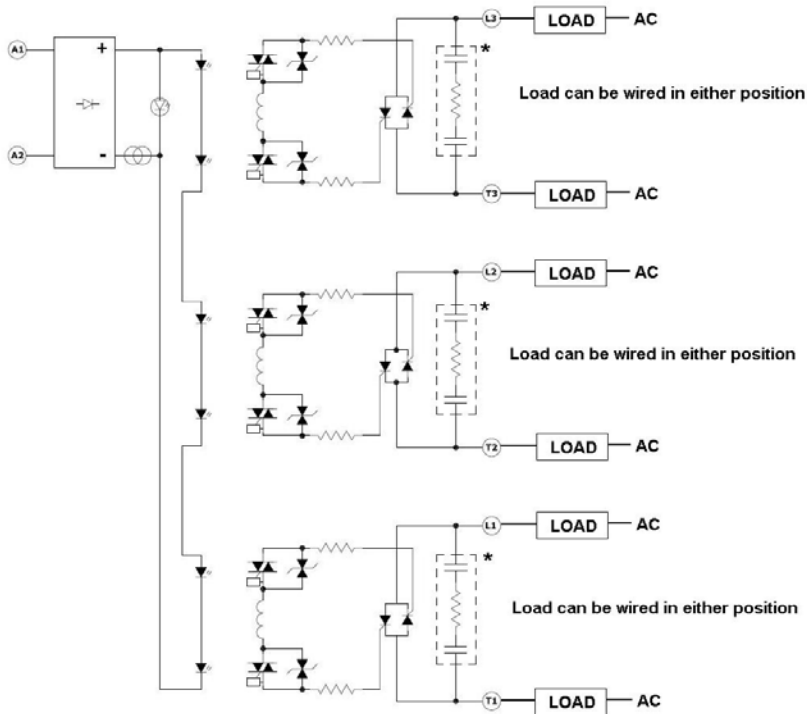 L3 LOAD AC
A1 + *
Load can be wired in either position
A2 -
T3 LOAD AC
L2 LOAD AC
*
Load can be wired in either position
T2 LOAD AC
L1 LOAD AC
*
Load can be wired in either position
T1 LOAD AC